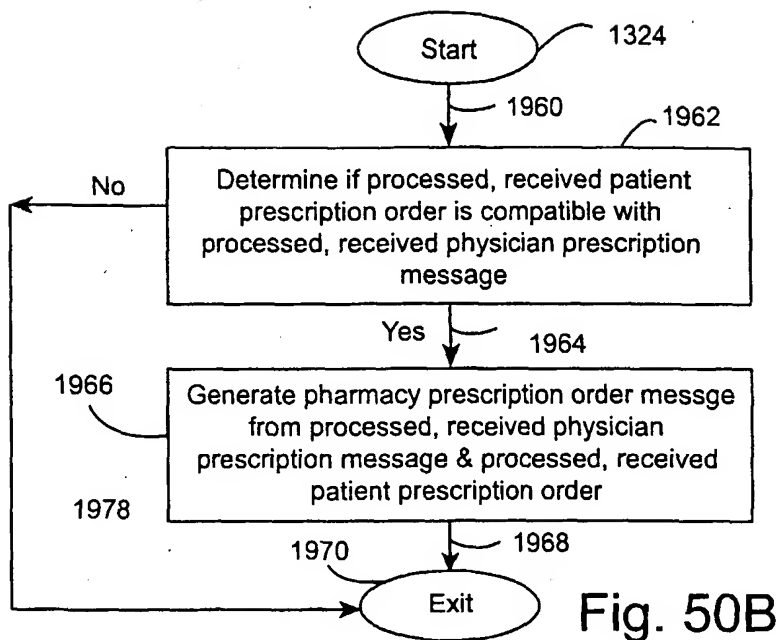 Start
1324
1960
1962
No
Determine if processed, received patient
prescription order is compatible with
processed, received physician prescription
message
Yes
1964
1966
Generate pharmacy prescription order messge
from processed, received physician
prescription message & processed, received
patient prescription order
1978
1970
1968
Exit
Fig. 50B